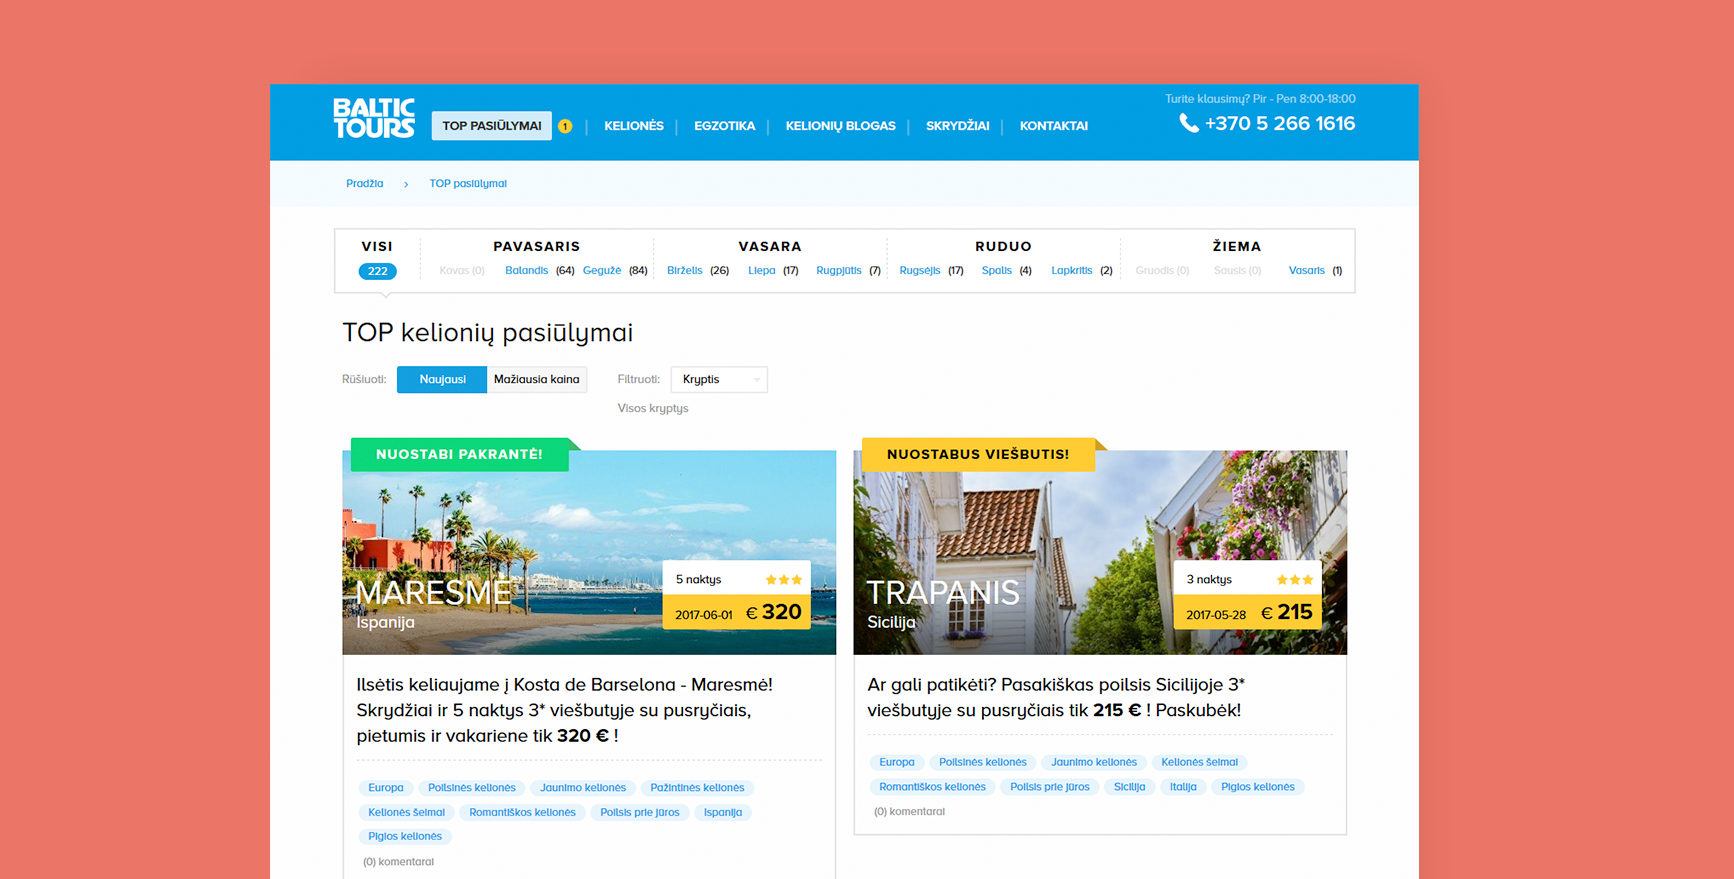 BALTIC
TOURS
TOP PASIŪLYMAI 1 KELIONĖS EGZOTIKA KELIONIŲ BLOGAS SKRYDŽIAI KONTAKTAI
Turite klausimų? Pir - Pen 8:00-18:00
+370 5 266 1616
Pradžia > TOP pasiūlymai
VISI PAVASARIS VASARA RUDUO ŽIEMA
222 Kovas (0) Balandis (64) Gegužė (84) Birželis (26) Liepa (17) Rugpjūtis (7) Rugsėjis (17) Spalis (4) Lapkritis (2) Gruodis (0) Sausis (0) Vasaris (1)
TOP kelionių pasiūlymai
Rūšiuoti: Naujausi Mažiausia kaina Filtruoti: Kryptis
Visos kryptys
NUOSTABI PAKRANTĖ!
MARESMĖ
Ispanija
5 naktys
2017-06-01 € 320
Ilsėtis keliaujame į Kosta de Barselona - Maresmė!
Skrydžiai ir 5 naktys 3* viešbutyje su pusryčiais,
pietumis ir vakariene tik 320 € !
Europa Poilsinės kelionės Jaunimo kelionės Pažintinės kelionės
Kelionės šeimai Romantiškos kelionės Poilsis prie jūros Ispanija
Pigios kelionės
(0) komentarai
NUOSTABUS VIEŠBUTIS!
TRAPANIS
Sicilija
3 naktys
2017-05-28 € 215
Ar gali patikėti? Pasakiškas poilsis Sicilijoje 3*
viešbutyje su pusryčiais tik 215 € ! Paskubėk!
Europa Poilsinės kelionės Jaunimo kelionės Kelionės šeimai
Romantiškos kelionės Poilsis prie jūros Sicilija Italija Pigios kelionės
(0) komentarai